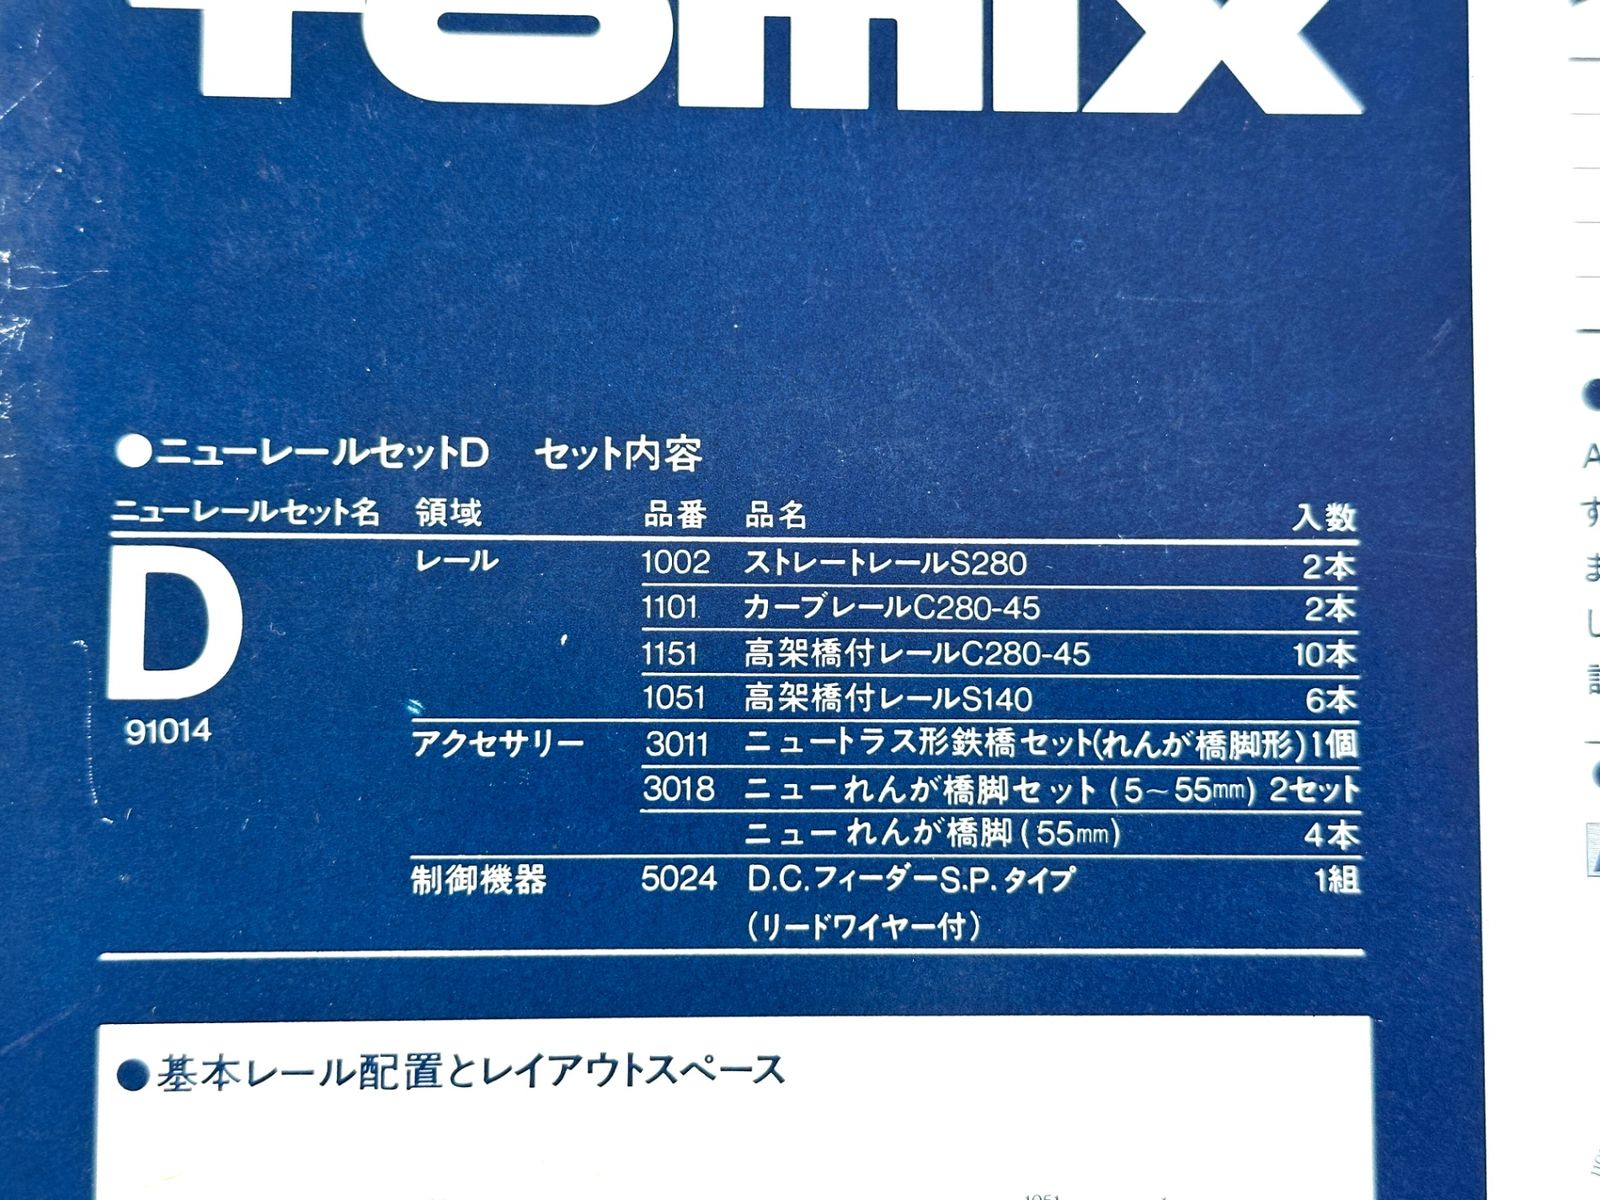 TOMIX
●ニューレールセットD セット内容
ニューレールセット名 領域 品番 品名 入数
D
91014
レール 1002 ストレートレールS280 2本
1101 カーブレールC280-45 2本
1151 高架橋付レールC280-45 10本
1051 高架橋付レールS140 6本
アクセサリー 3011 ニュートラス形鉄橋セット(れんが橋脚形) 1個
3018 ニューれんが橋脚セット(5~55mm) 2セット
ニューれんが橋脚(55mm) 4本
制御機器 5024 D.C.フィーダーS.P.タイプ 1組
(リードワイヤー付)
●基本レール配置とレイアウトスペース
A
す
ま
し